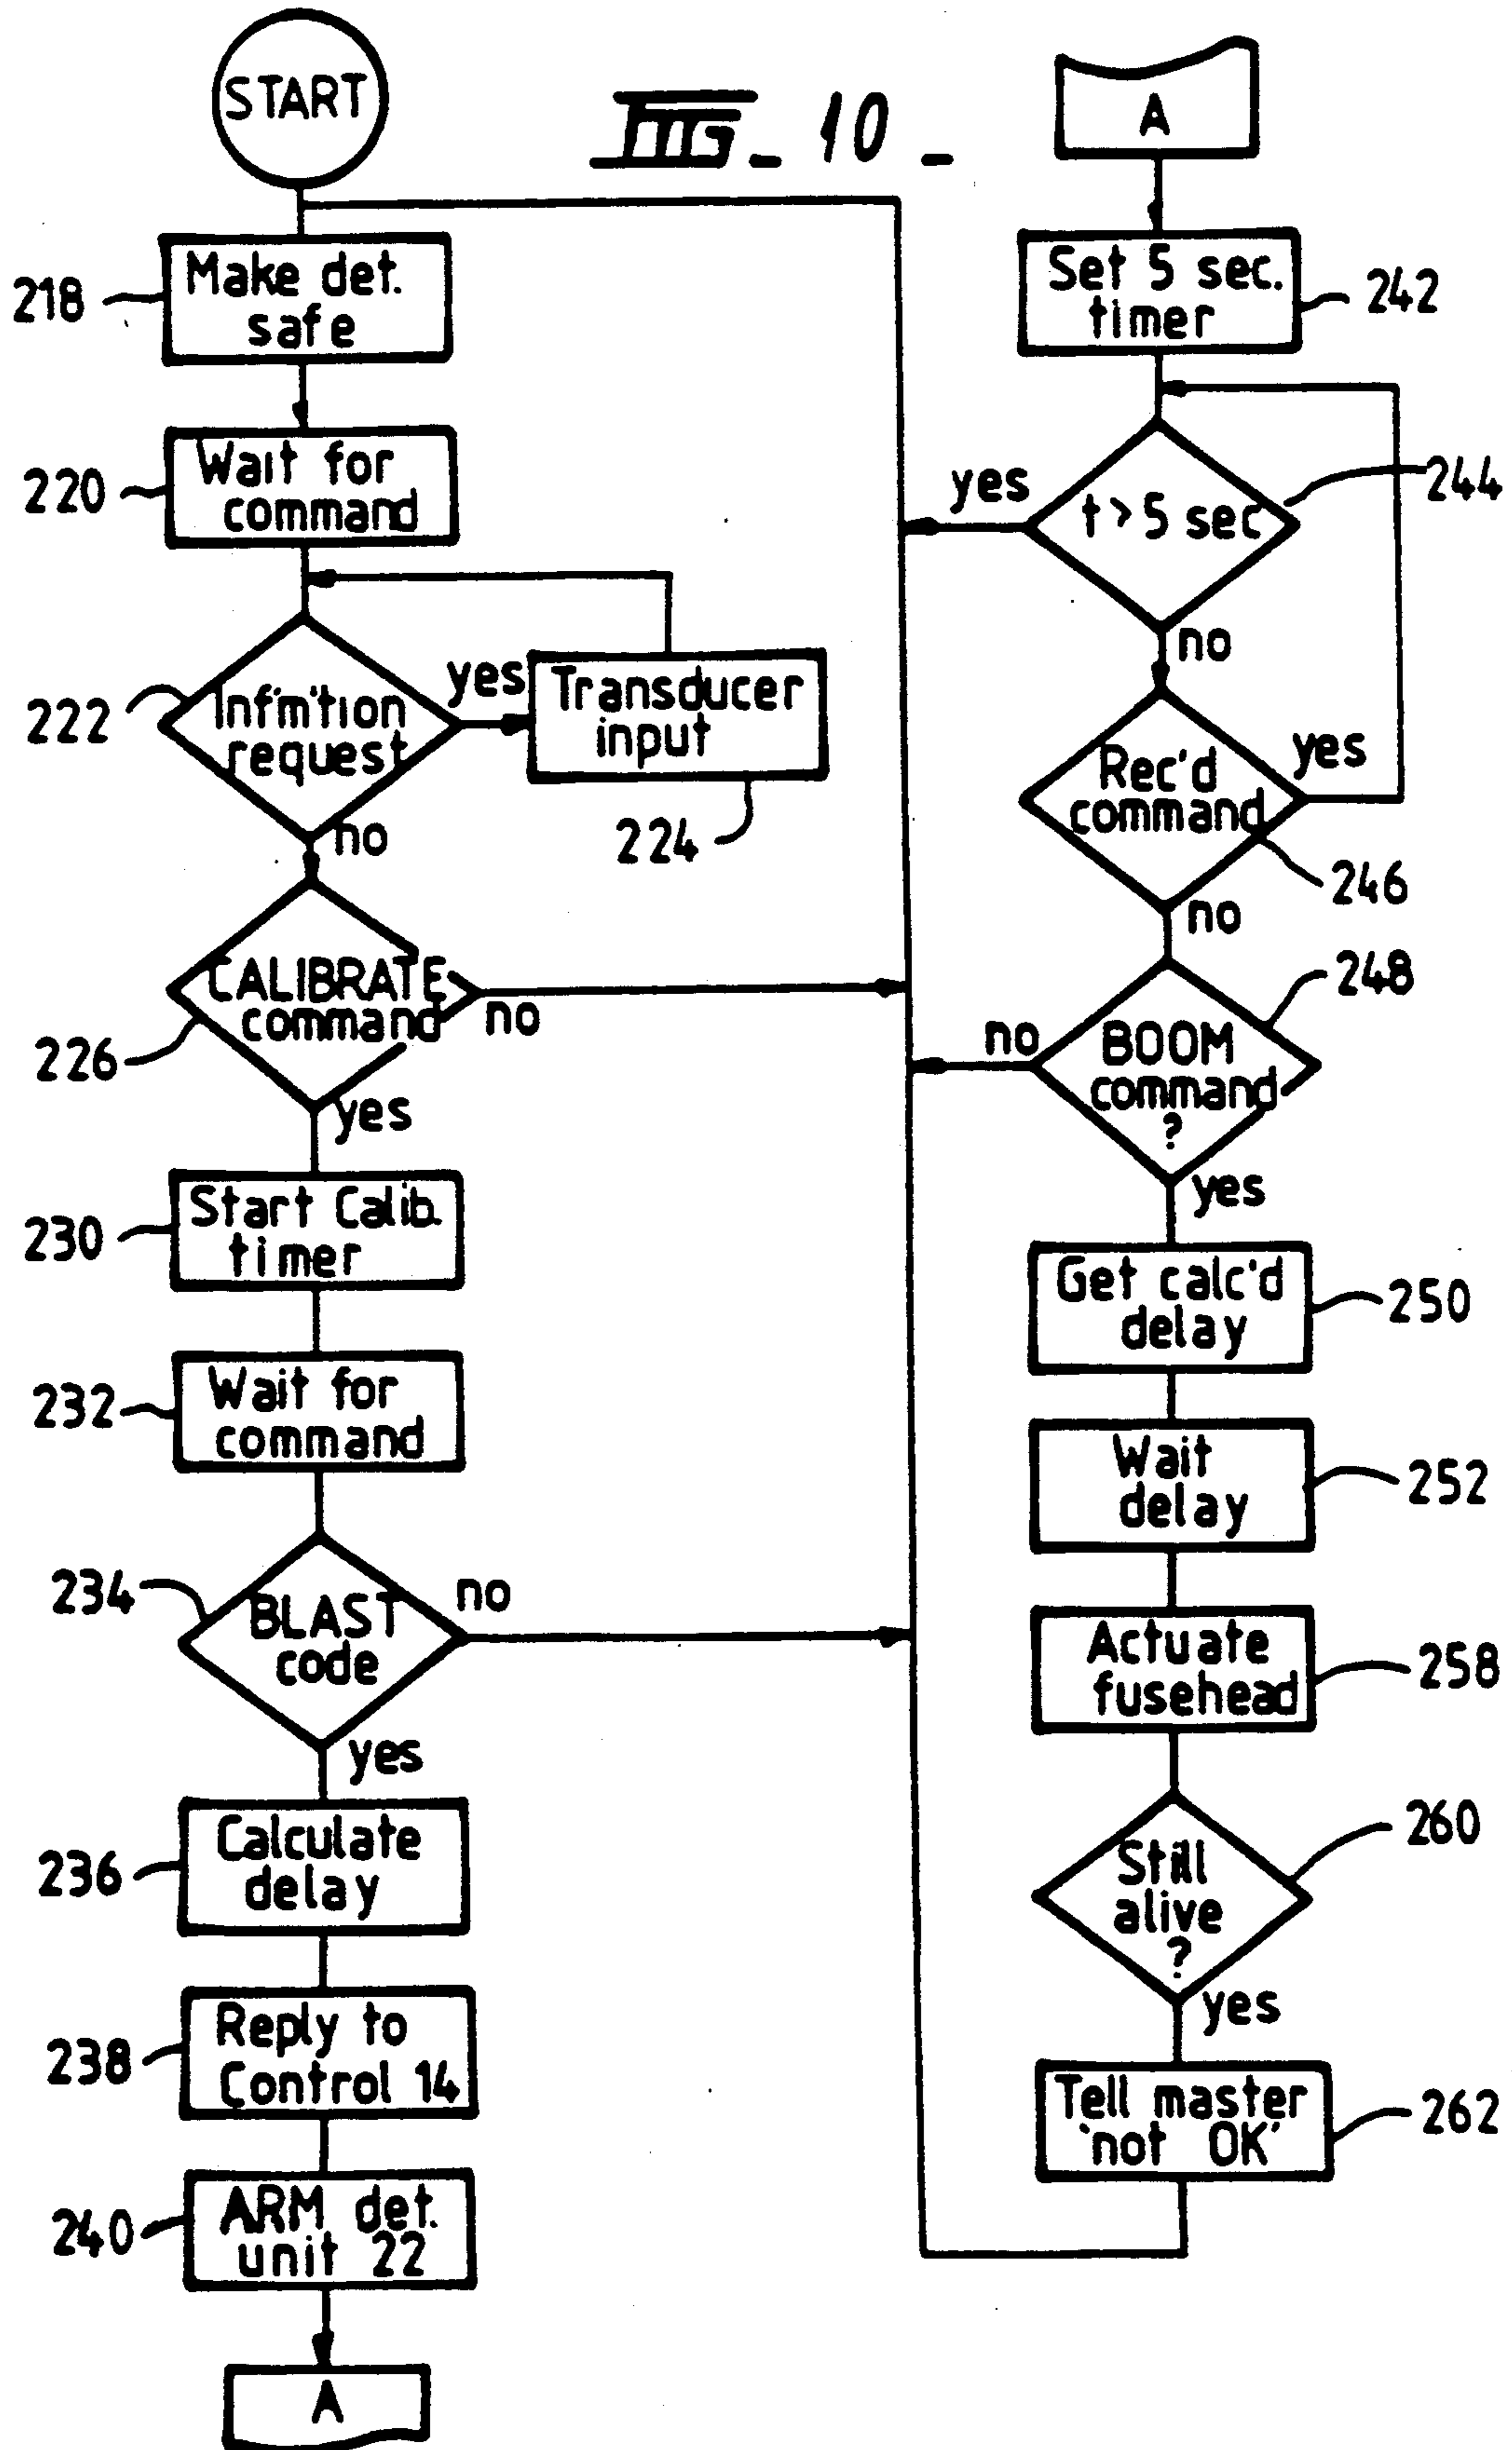 START
FIG_ 10 _
218
Make det.
safe
220
Wait for
command
222
Infm'tion
request
yes
Transducer
input
224
no
226
CALIBRATE
command
no
yes
230
Start Calib.
timer
232
Wait for
command
234
BLAST
code
no
yes
236
Calculate
delay
238
Reply to
Control 14
240
ARM det.
unit 22
A
A
Set 5 sec.
timer
242
yes
t > 5 sec
244
no
Rec'd
command
yes
246
no
248
no
BOOM
command
?
yes
Get calc'd
delay
250
Wait
delay
252
Actuate
fusehead
258
Still
alive
?
260
yes
Tell master
'not OK'
262